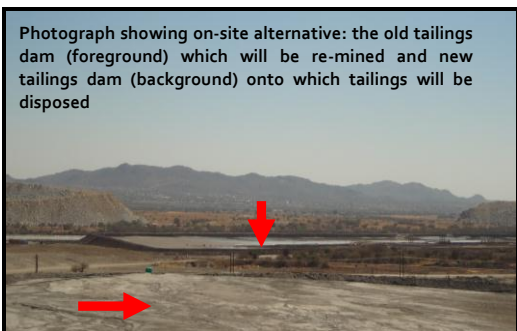 Photograph showing on-site alternative: the old tailings
dam (foreground) which will be re-mined and new
tailings dam (background) onto which tailings will be
disposed